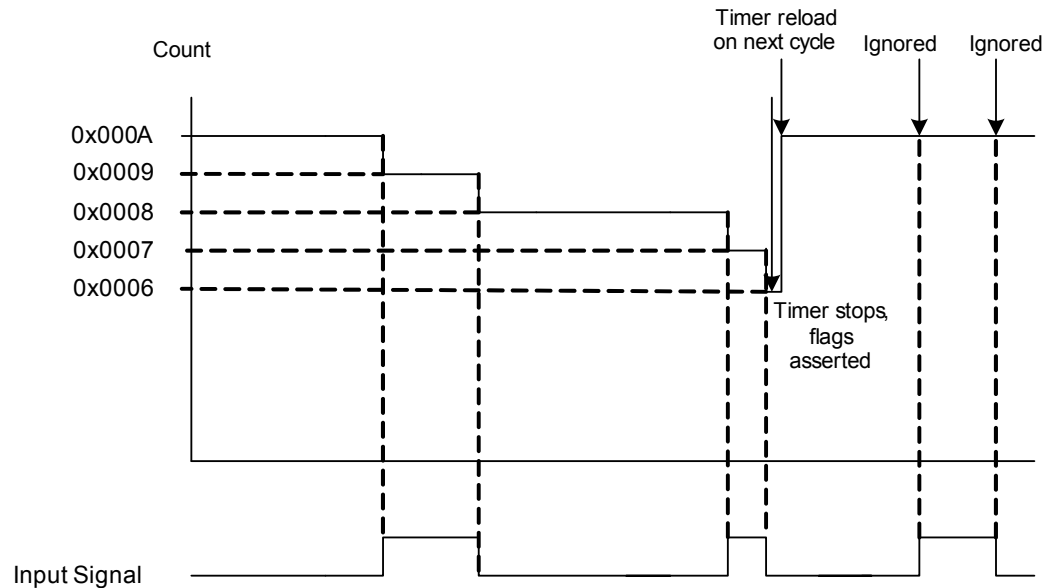 Timer reload
on next cycle
Ignored
Ignored
Count
0x000A
0x0009
0x0008
0x0007
0x0006
Timer stops,
flags
asserted
Input Signal